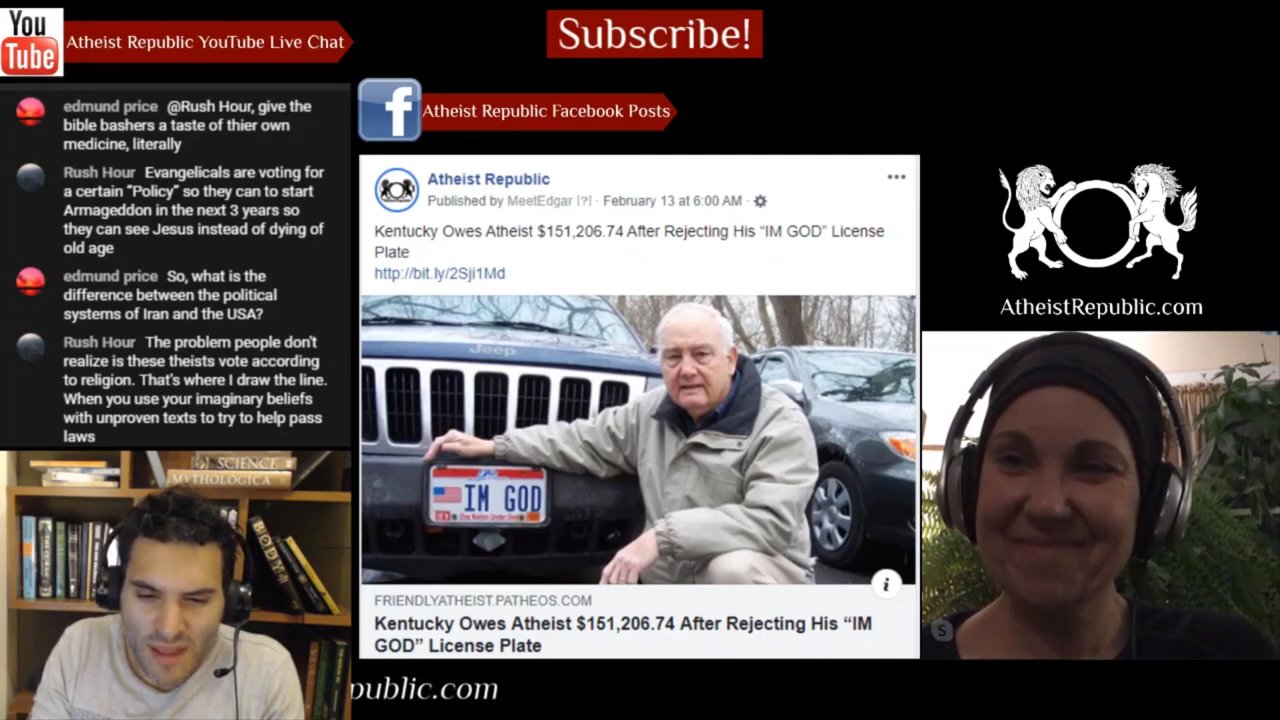 You
Tube
Atheist Republic YouTube Live Chat
Subscribe!
edmund price @Rush Hour, give the
bible bashers a taste of thier own
medicine, literally
Rush Hour Evangelicals are voting for
a certain “Policy” so they can to start
Armageddon in the next 3 years so
they can see Jesus instead of dying of
old age
edmund price So, what is the
difference between the political
systems of Iran and the USA?
Rush Hour The problem people don't
realize is these theists vote according
to religion. That's where I draw the line.
When you use your imaginary beliefs
with unproven texts to try to help pass
laws
f
Atheist Republic Facebook Posts
Atheist Republic
Published by MeetEdgar [?] · February 13 at 6:00 AM ·
Kentucky Owes Atheist $151,206.74 After Rejecting His “IM GOD” License
Plate
http://bit.ly/2Sji1Md
Jeep
IM GOD
One Nation Under God
i
FRIENDLYATHEIST.PATHEOS.COM
Kentucky Owes Atheist $151,206.74 After Rejecting His “IM
GOD” License Plate
AtheistRepublic.com
S
SCIENCE
MYTHOLOGICA
public.com